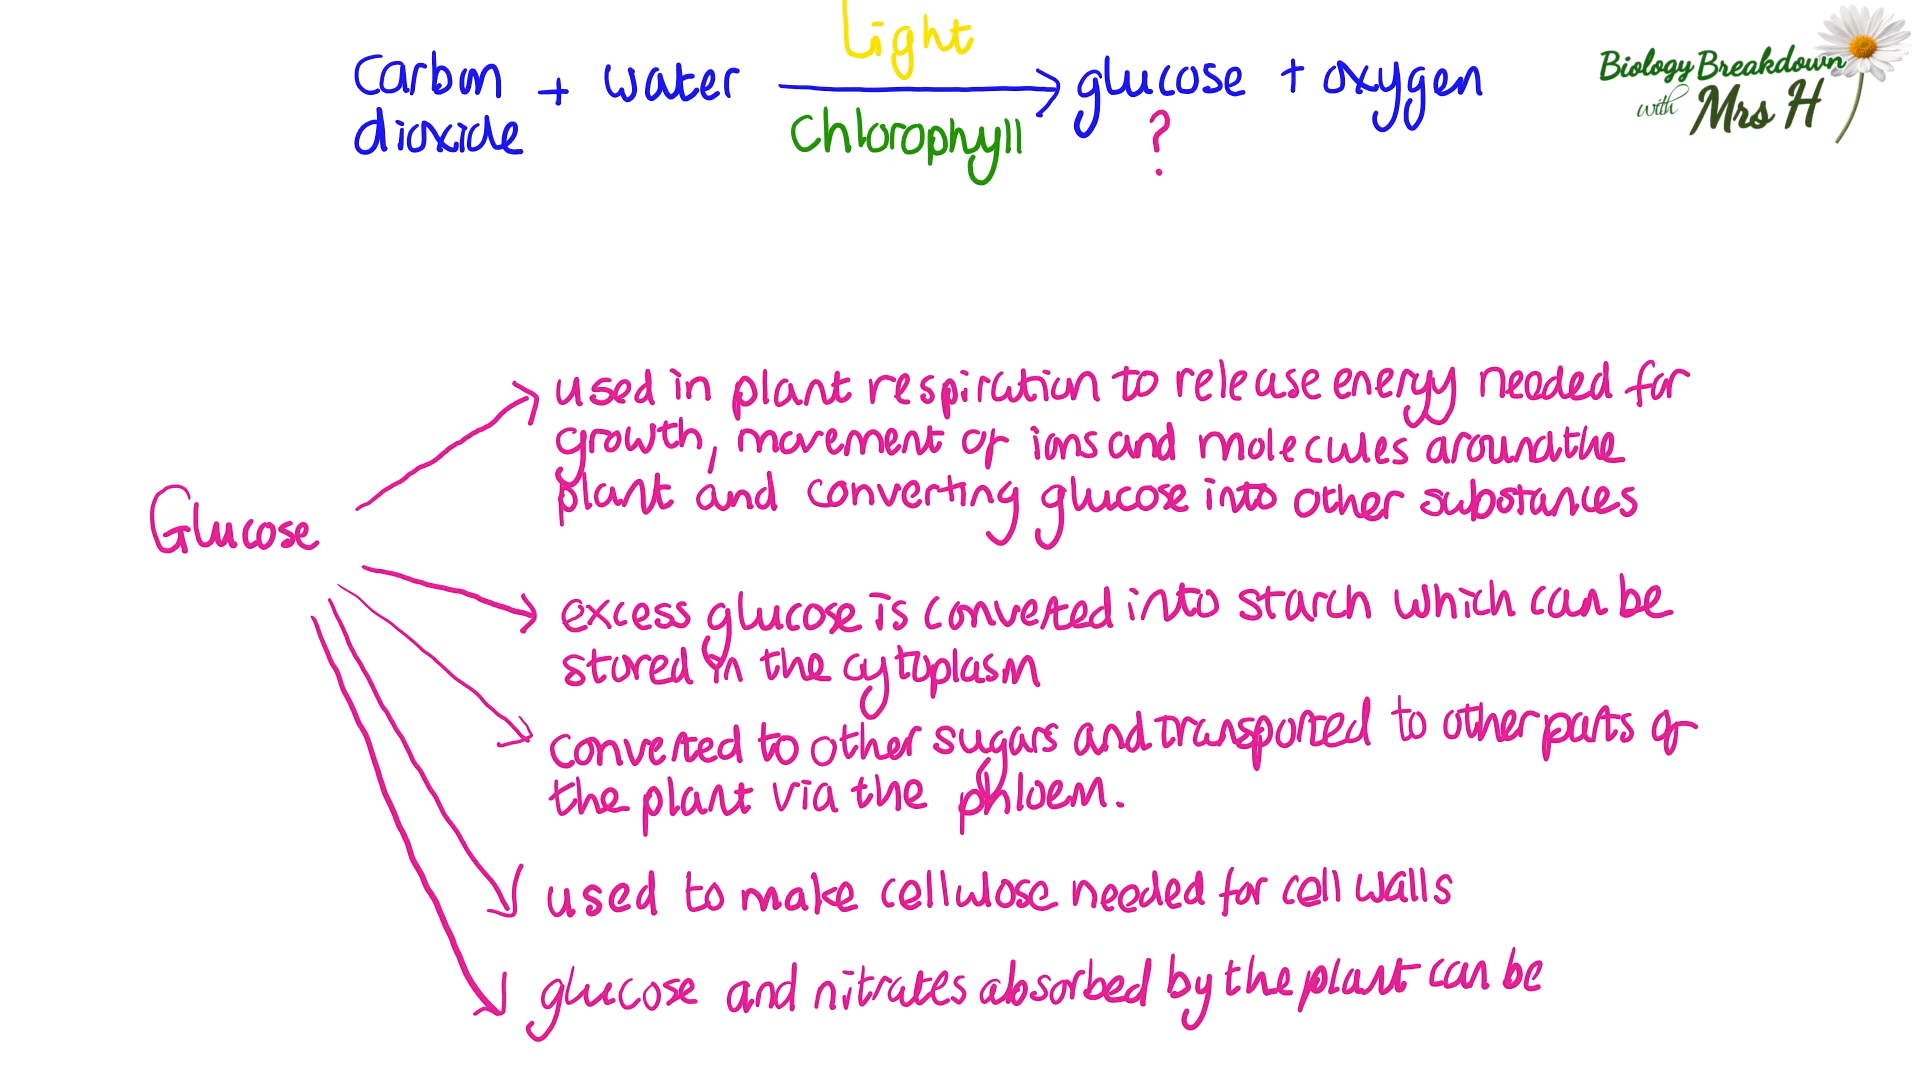 Light
Carbon dioxide + water → glucose + oxygen
Chlorophyll
?
Biology Breakdown
with Mrs H
used in plant respiration to release energy needed for
growth, movement of ions and molecules around the
plant and converting glucose into other substances
Glucose
excess glucose is converted into starch which can be
stored in the cytoplasm
converted to other sugars and transported to other parts of
the plant via the phloem.
used to make cellulose needed for cell walls
glucose and nitrates absorbed by the plant can be